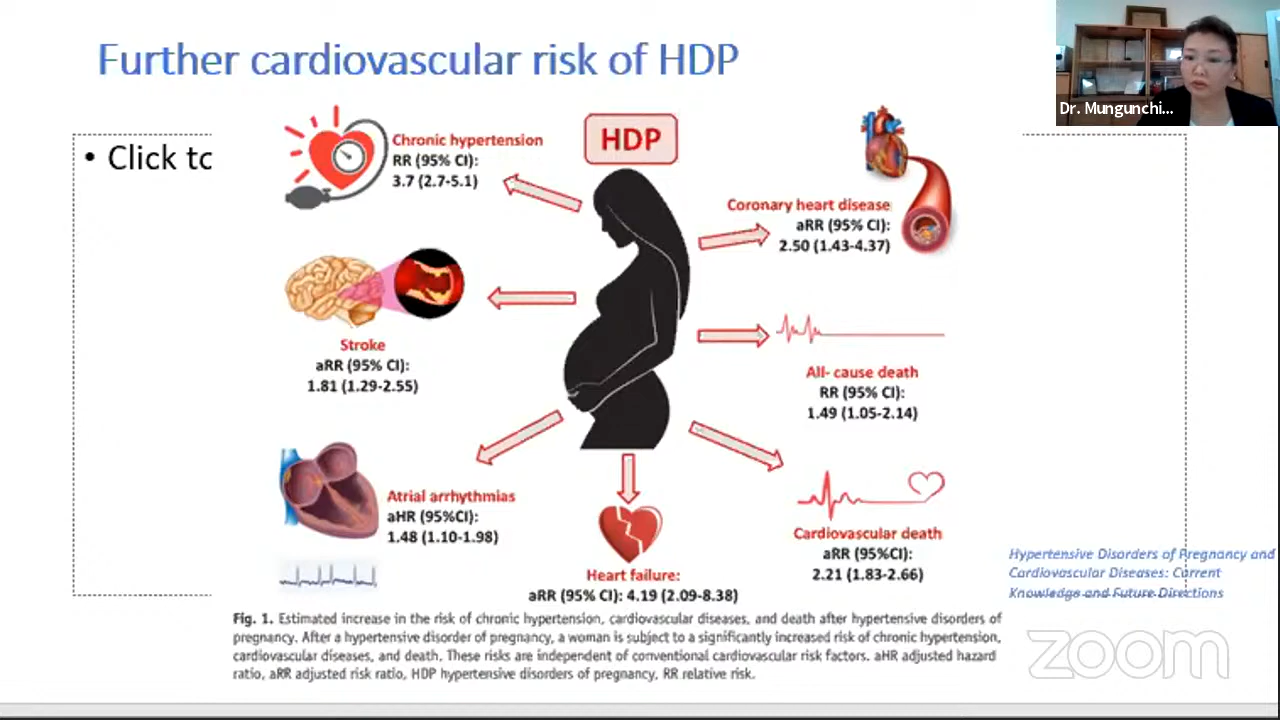 Further cardiovascular risk of HDP
Dr. Mungunchi...
• Click to
HDP
Chronic hypertension
RR (95% CI):
3.7 (2.7-5.1)
Coronary heart disease
aRR (95% CI):
2.50 (1.43-4.37)
Stroke
aRR (95% CI):
1.81 (1.29-2.55)
All- cause death
RR (95% CI):
1.49 (1.05-2.14)
Atrial arrhythmias
aHR (95%CI):
1.48 (1.10-1.98)
Heart failure:
aRR (95% CI): 4.19 (2.09-8.38)
Cardiovascular death
aRR (95%CI):
2.21 (1.83-2.66)
Hypertensive Disorders of Pregnancy and
Cardiovascular Diseases: Current
Knowledge and Future Directions
Fig. 1. Estimated increase in the risk of chronic hypertension, cardiovascular diseases, and death after hypertensive disorders of
pregnancy. After a hypertensive disorder of pregnancy, a woman is subject to a significantly increased risk of chronic hypertension,
cardiovascular diseases, and death. These risks are independent of conventional cardiovascular risk factors. aHR adjusted hazard
ratio, aRR adjusted risk ratio, HDP hypertensive disorders of pregnancy, RR relative risk.
zoom